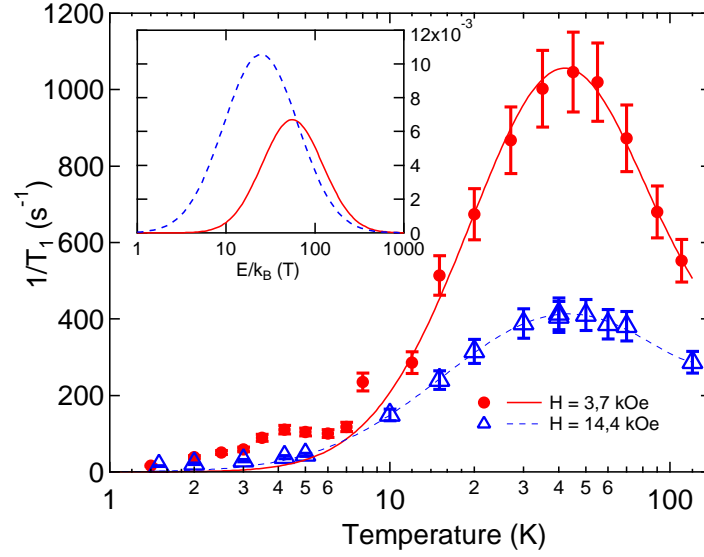 1200
1000
800
600
400
200
0
1/T1 (s-1)
12x10-3
10
8
6
4
2
0
1 10 100 1000
E/kB (T)
H = 3,7 kOe
H = 14,4 kOe
1 2 3 4 5 6 10 2 3 4 5 6 100
Temperature (K)